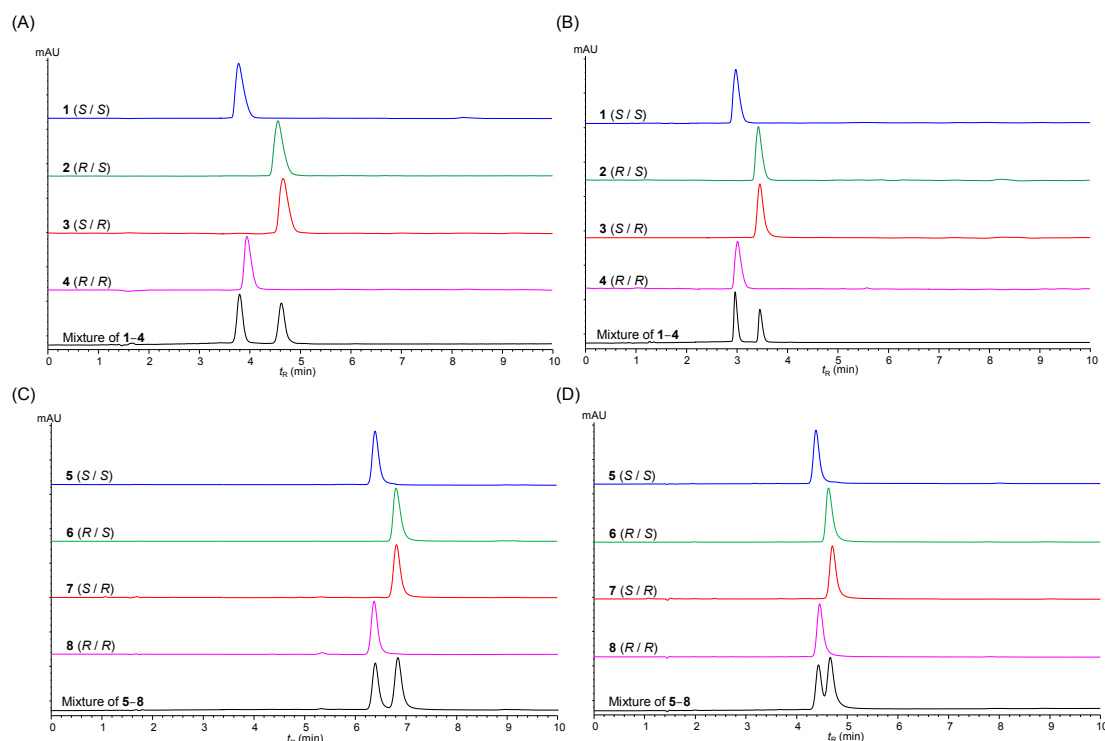 (A)
mAU
1 (S / S)
2 (R / S)
3 (S / R)
4 (R / R)
Mixture of 1–4
0 1 2 3 4 5 6 7 8 9 10
tR (min)
(B)
mAU
1 (S / S)
2 (R / S)
3 (S / R)
4 (R / R)
Mixture of 1–4
0 1 2 3 4 5 6 7 8 9 10
tR (min)
(C)
mAU
5 (S / S)
6 (R / S)
7 (S / R)
8 (R / R)
Mixture of 5–8
0 1 2 3 4 5 6 7 8 9 10
tR (min)
(D)
mAU
5 (S / S)
6 (R / S)
7 (S / R)
8 (R / R)
Mixture of 5–8
0 1 2 3 4 5 6 7 8 9 10
tR (min)